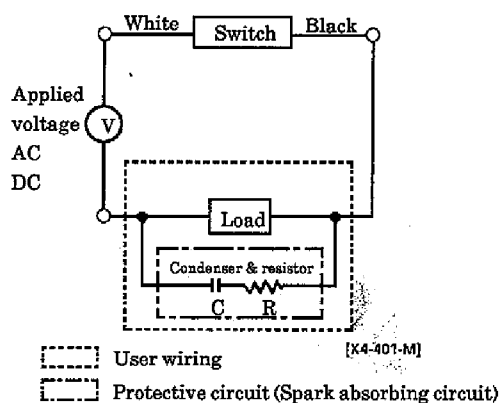 White
Switch
Black
Applied
voltage
AC
DC
V
Load
Condenser & resistor
C R
[X4-401-M]
User wiring
Protective circuit (Spark absorbing circuit)